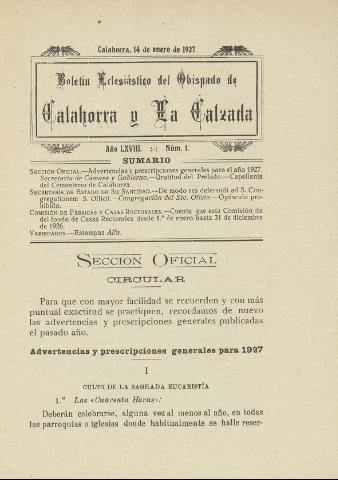 Calahorra, 14 de enero de 1927
Boletín Eclesiástico del Obispado de
Calahorra y La Calzada
Año LXVIII. :-: Núm. 1.
SUMARIO
SECCION OFICIAL.—Advertencias y prescripciones generales para el año 1927.
Secretaría de Cámara y Gobierno.—Gratitud del Prelado.—Capellanía
del Cementerio de Calahorra.
SECRETARÍA DE ESTADO DE SU SANTIDAD.—De modo res deferendi ad S. Con-
gregationem S. Officii.—Congregación del Sto. Oficio.—Opúsculo pro-
hibido.
COMISIÓN DE FÁBRICAS Y CASAS RECTORALES.—Cuenta que esta Comisión da
del fondo de Casas Rectorales desde 1.º de enero hasta 31 de diciembre
de 1926.
VARIEDADES.—Estampas Alfa.
SECCION OFICIAL
CIRCULAR
Para que con mayor facilidad se recuerden y con más
puntual exactitud se practiquen, recordamos de nuevo
las advertencias y prescripciones generales publicadas
el pasado año.
Advertencias y prescripciones generales para 1927
I
CULTO DE LA SAGRADA EUCARISTÍA
1.º Las «Cuarenta Horas»:
Deberán celebrarse, alguna vez al menos al año, en todas
las parroquias o iglesias donde habitualmente se halle reser-